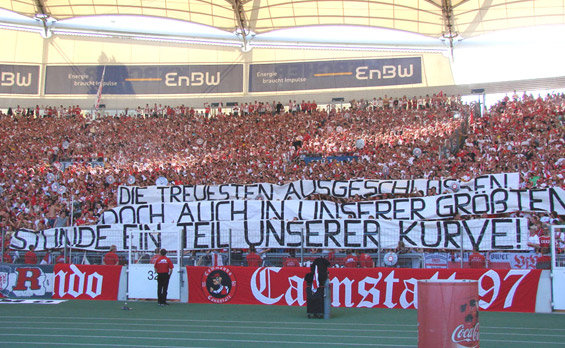 Energie
braucht Impulse
EnBW
Energie
braucht Impulse
EnBW
DIE TREUESTEN AUSGESCHLOSSEN
DOCH AUCH IN UNSERER GRÖßTEN
STUNDE EIN TEIL UNSERER KURVE!
ndo
Cannstatt 97
Coca-Cola